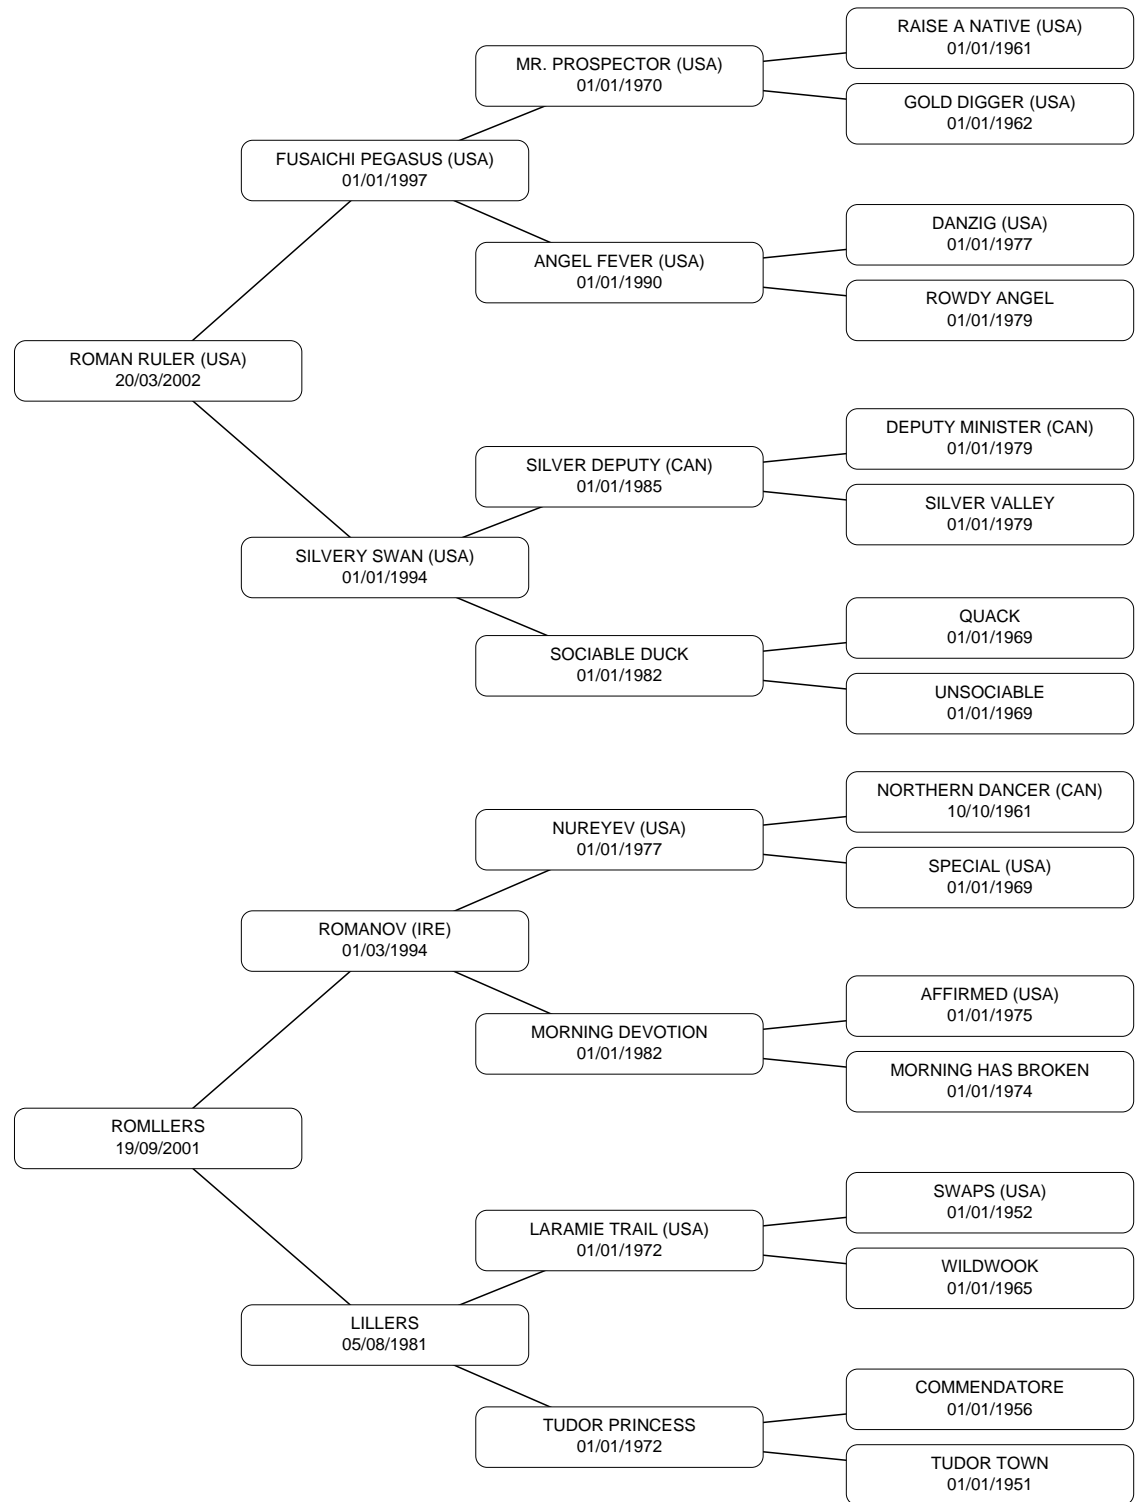 RAISE A NATIVE (USA)
01/01/1961
MR. PROSPECTOR (USA)
01/01/1970
GOLD DIGGER (USA)
01/01/1962
FUSAICHI PEGASUS (USA)
01/01/1997
DANZIG (USA)
01/01/1977
ANGEL FEVER (USA)
01/01/1990
ROWDY ANGEL
01/01/1979
ROMAN RULER (USA)
20/03/2002
DEPUTY MINISTER (CAN)
01/01/1979
SILVER DEPUTY (CAN)
01/01/1985
SILVER VALLEY
01/01/1979
SILVERY SWAN (USA)
01/01/1994
QUACK
01/01/1969
SOCIABLE DUCK
01/01/1982
UNSOCIABLE
01/01/1969
NORTHERN DANCER (CAN)
10/10/1961
NUREYEV (USA)
01/01/1977
SPECIAL (USA)
01/01/1969
ROMANOV (IRE)
01/03/1994
AFFIRMED (USA)
01/01/1975
MORNING DEVOTION
01/01/1982
MORNING HAS BROKEN
01/01/1974
ROMLLERS
19/09/2001
SWAPS (USA)
01/01/1952
LARAMIE TRAIL (USA)
01/01/1972
WILDWOOK
01/01/1965
LILLERS
05/08/1981
COMMENDATORE
01/01/1956
TUDOR PRINCESS
01/01/1972
TUDOR TOWN
01/01/1951